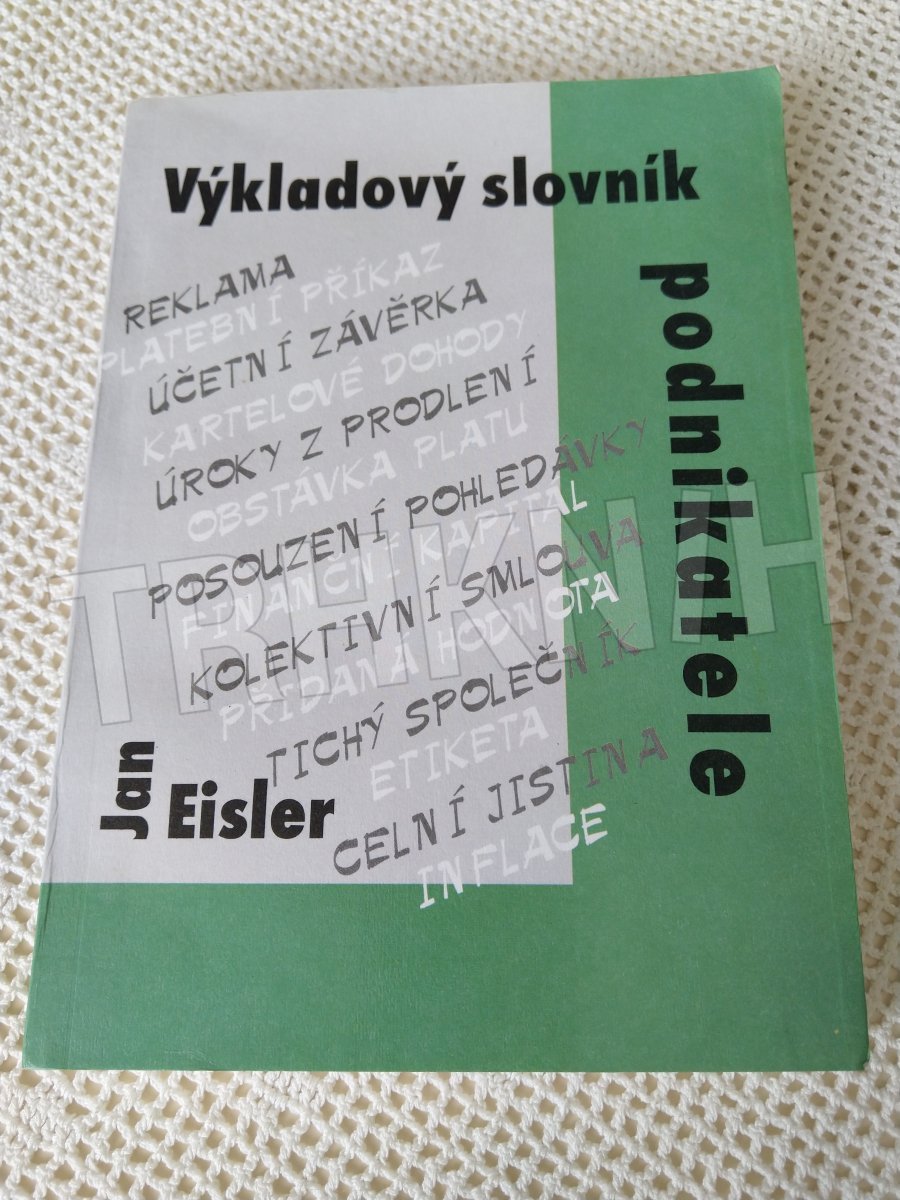 Výkladový slovník
podnikatele
REKLAMA
PLATEBNÍ PŘÍKAZ
ÚČETNÍ ZÁVĚRKA
KARTELOVÉ DOHODY
ÚROKY Z PRODLENÍ
OBSTÁVKA PLATU
POSOUZENÍ POHLEDÁVKY
FINANČNÍ KAPITÁL
KOLEKTIVNÍ SMLOUVA
PŘIDANÁ HODNOTA
TICHÝ SPOLEČNÍK
ETIKETA
CELNÍ JISTINA
INFLACE
Jan
Eisler
TRHKNIH